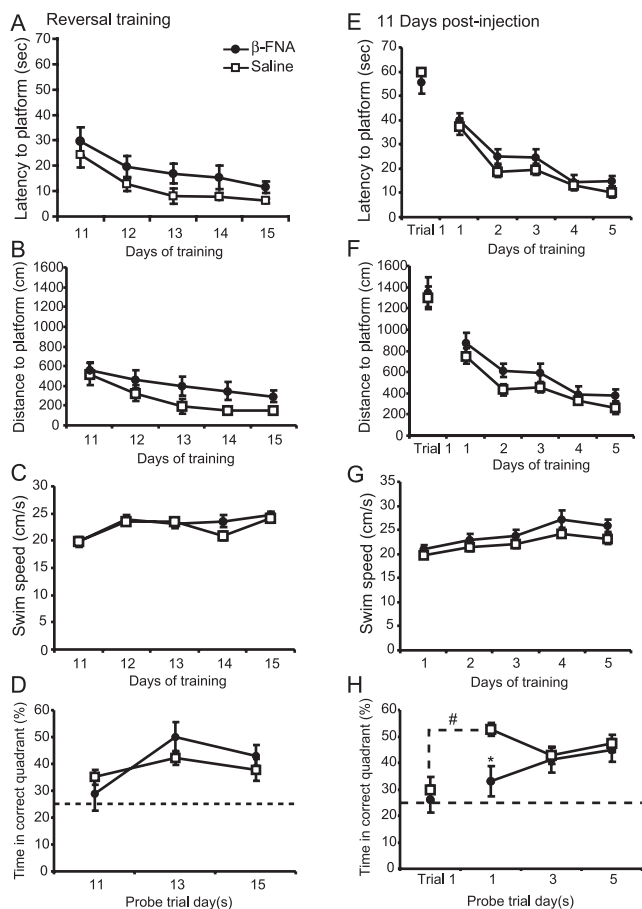 A Reversal training
β-FNA
Saline
Latency to platform (sec)
70
60
50
40
30
20
10
0
11 12 13 14 15
Days of training
B
Distance to platform (cm)
1600
1400
1200
1000
800
600
400
200
0
11 12 13 14 15
Days of training
C
Swim speed (cm/s)
30
25
20
15
10
5
0
11 12 13 14 15
Days of training
D
Time in correct quadrant (%)
60
50
40
30
20
10
0
11 13 15
Probe trial day(s)
E 11 Days post-injection
Latency to platform (sec)
70
60
50
40
30
20
10
0
Trial 1 1 2 3 4 5
Days of training
F
Distance to platform (cm)
1600
1400
1200
1000
800
600
400
200
0
Trial 1 1 2 3 4 5
Days of training
G
Swim speed (cm/s)
35
30
25
20
15
10
5
0
1 2 3 4 5
Days of training
H
Time in correct quadrant (%)
60
50
40
30
20
10
0
#
*
Trial 1 1 3 5
Probe trial day(s)